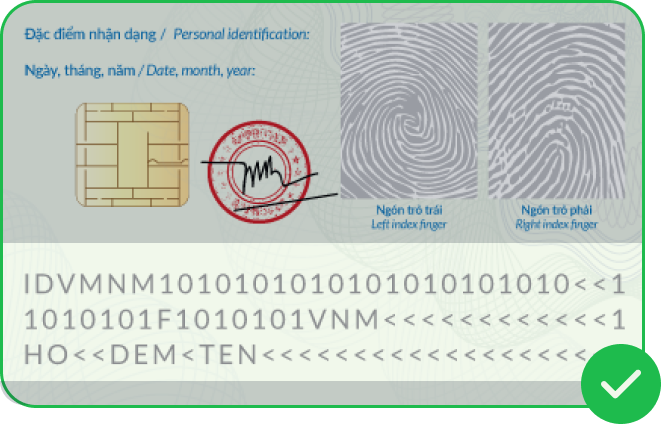 Đặc điểm nhận dạng / Personal identification:
Ngày, tháng, năm / Date, month, year:
Ngón trỏ trái
Left index finger
Ngón trỏ phải
Right index finger
IDVMNM1010101010101010101010<<1
1010101F1010101VNM<<<<<<<<<<<<1
HO<<DEM<TEN<<<<<<<<<<<<<<<<<<